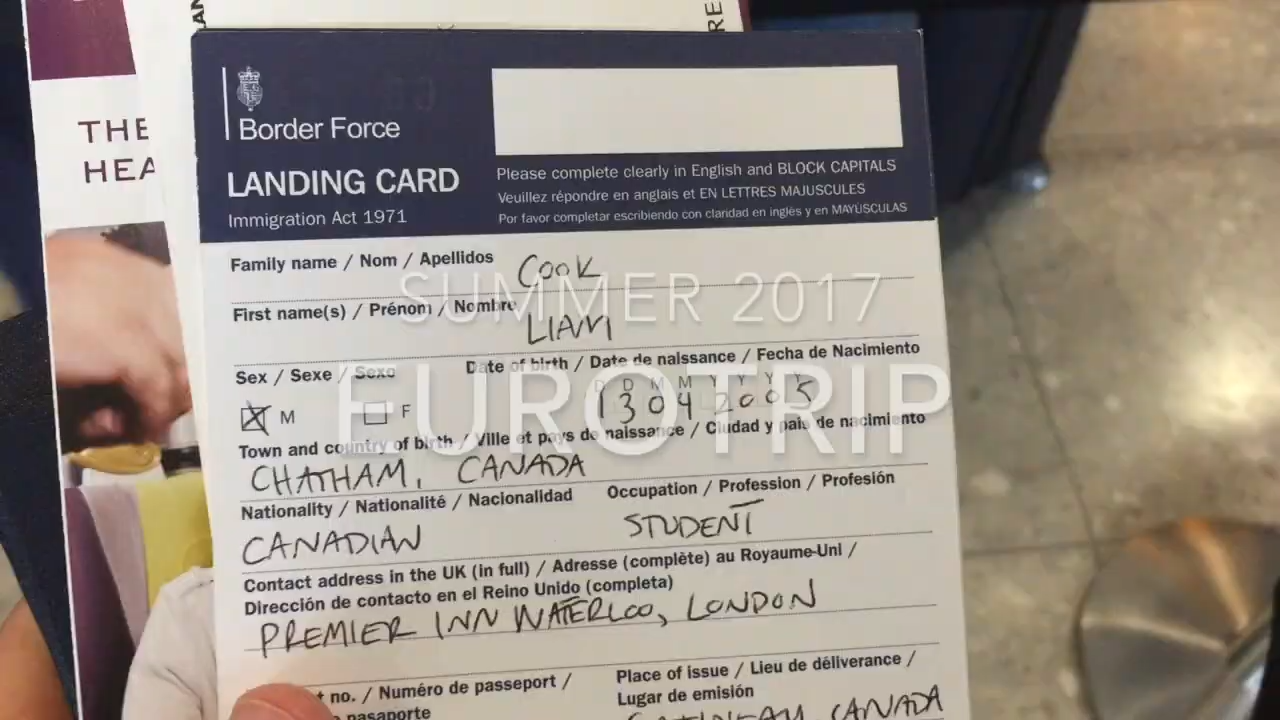 THE
HEA
Border Force
LANDING CARD
Immigration Act 1971
Please complete clearly in English and BLOCK CAPITALS
Veuillez répondre en anglais et EN LETTRES MAJUSCULES
Por favor completar escribiendo con claridad en inglés y en MAYÚSCULAS
Family name / Nom / Apellidos COOK
SUMMER 2017
First name(s) / Prénom / Nombre LIAM
Sex / Sexe / Sexo
Date of birth / Date de naissance / Fecha de Nacimiento
D D M M Y Y Y Y
M F 13 04 2005
EUROTRIP
Town and country of birth / Ville et pays de naissance / Ciudad y país de nacimiento
CHATHAM, CANADA
Nationality / Nationalité / Nacionalidad
Occupation / Profession / Profesión
CANADIAN STUDENT
Contact address in the UK (in full) / Adresse (complète) au Royaume-Uni /
Dirección de contacto en el Reino Unido (completa)
PREMIER INN WATERLOO, LONDON
no. / Numéro de passeport /
pasaporte
Place of issue / Lieu de délivrance /
Lugar de emisión
CANADA